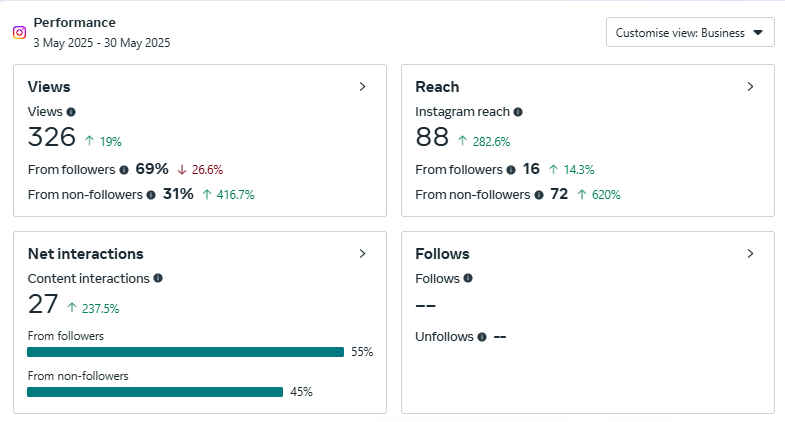 Performance
3 May 2025 - 30 May 2025
Customise view: Business
Views
Views
326 ↑ 19%
From followers 69% ↓ 26.6%
From non-followers 31% ↑ 416.7%
Reach
Instagram reach
88 ↑ 282.6%
From followers 16 ↑ 14.3%
From non-followers 72 ↑ 620%
Net interactions
Content interactions
27 ↑ 237.5%
From followers
55%
From non-followers
45%
Follows
Follows
--
Unfollows --